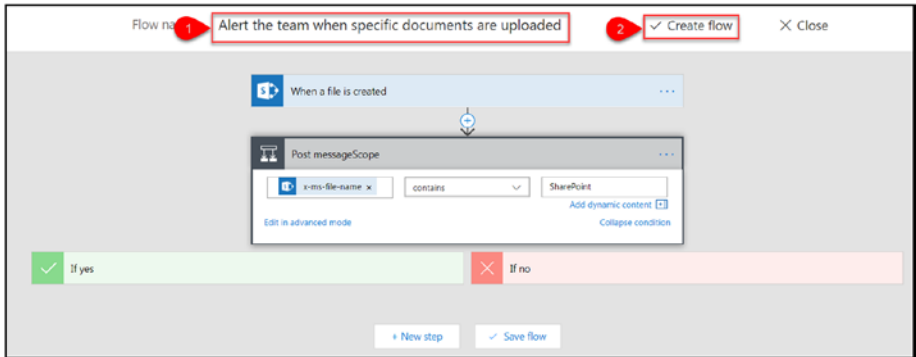 Flow na 1 Alert the team when specific documents are uploaded 2 Create flow Close
When a file is created ...
Post messageScope ...
x-ms-file-name x contains SharePoint
Add dynamic content
Edit in advanced mode Collapse condition
If yes If no
+ New step Save flow